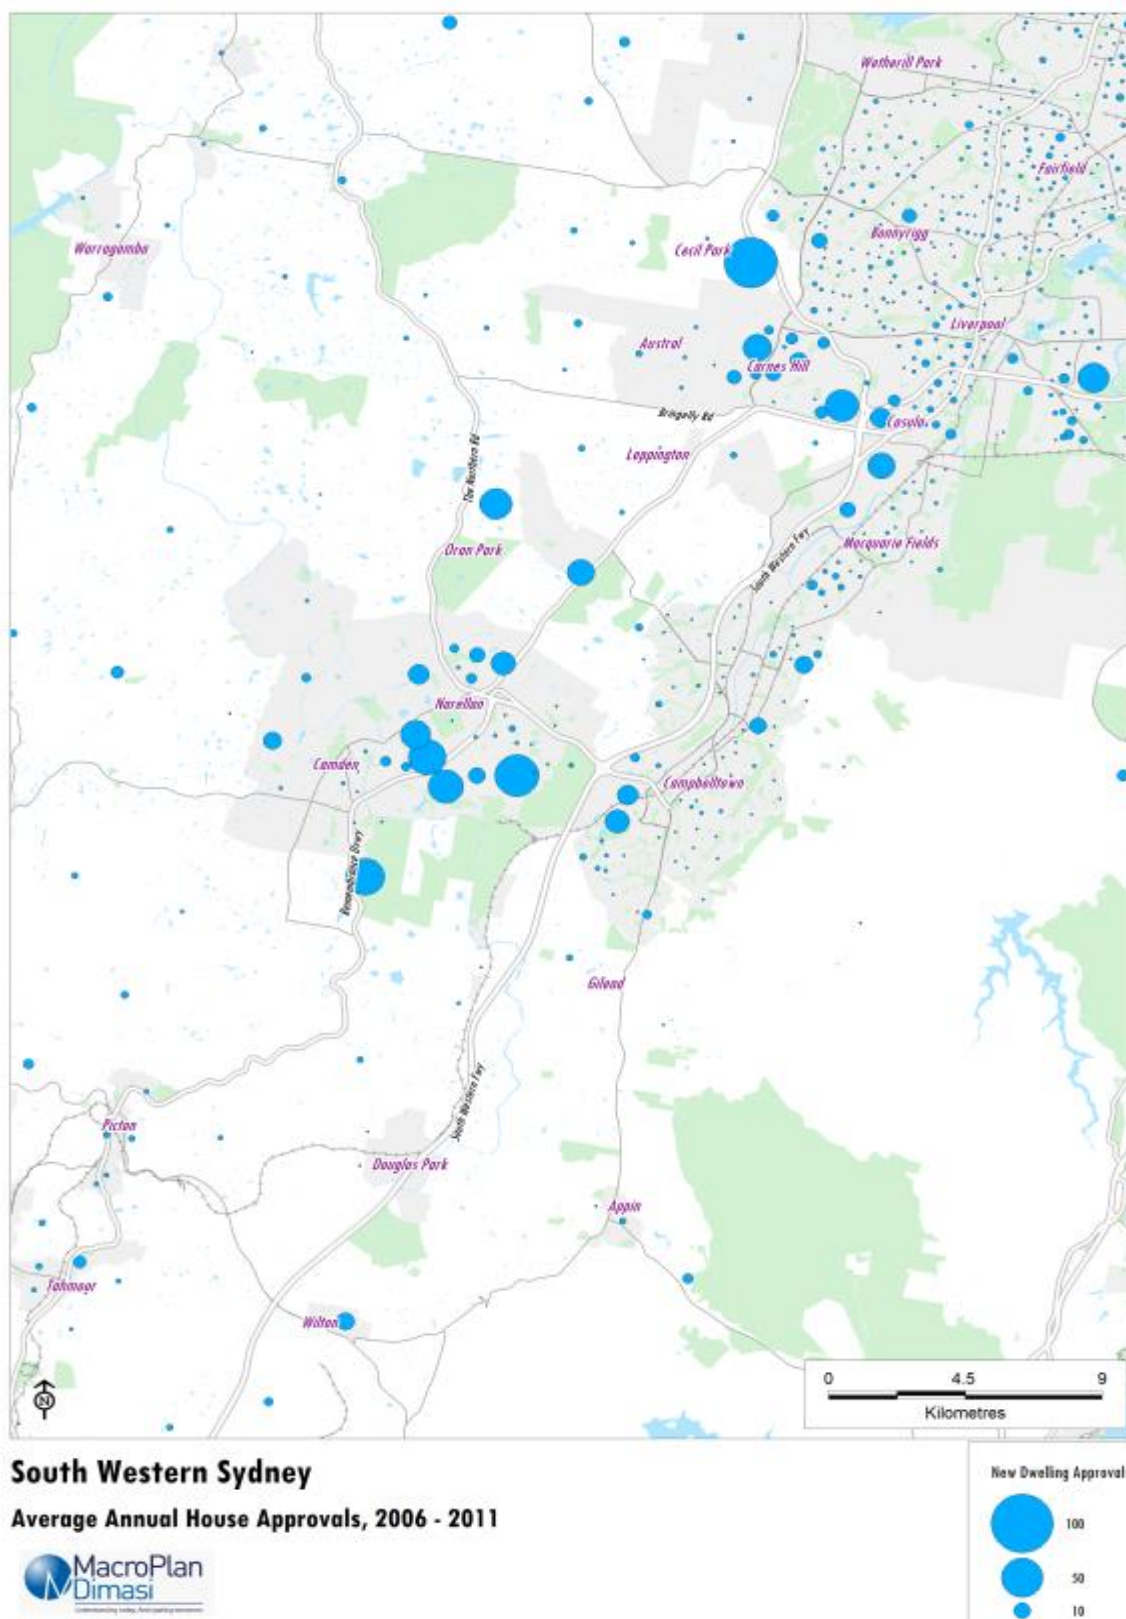 Wetherill Park
Fairfield
Warragamba
Bonnyrigg
Cecil Park
Liverpool
Austral
Carnes Hill
Bringelly Rd
Casula
The Northern Rd
Leppington
Oran Park
South Western Fwy
Macquarie Fields
Narellan
Camden
Campbelltown
Remembrance Drwy
Gilead
South Western Fwy
Picton
Douglas Park
Appin
Tahmoor
Wilton
N
0 4.5 9
Kilometres
South Western Sydney
Average Annual House Approvals, 2006 - 2011
MacroPlan
Dimasi
New Dwelling Approval
100
50
10